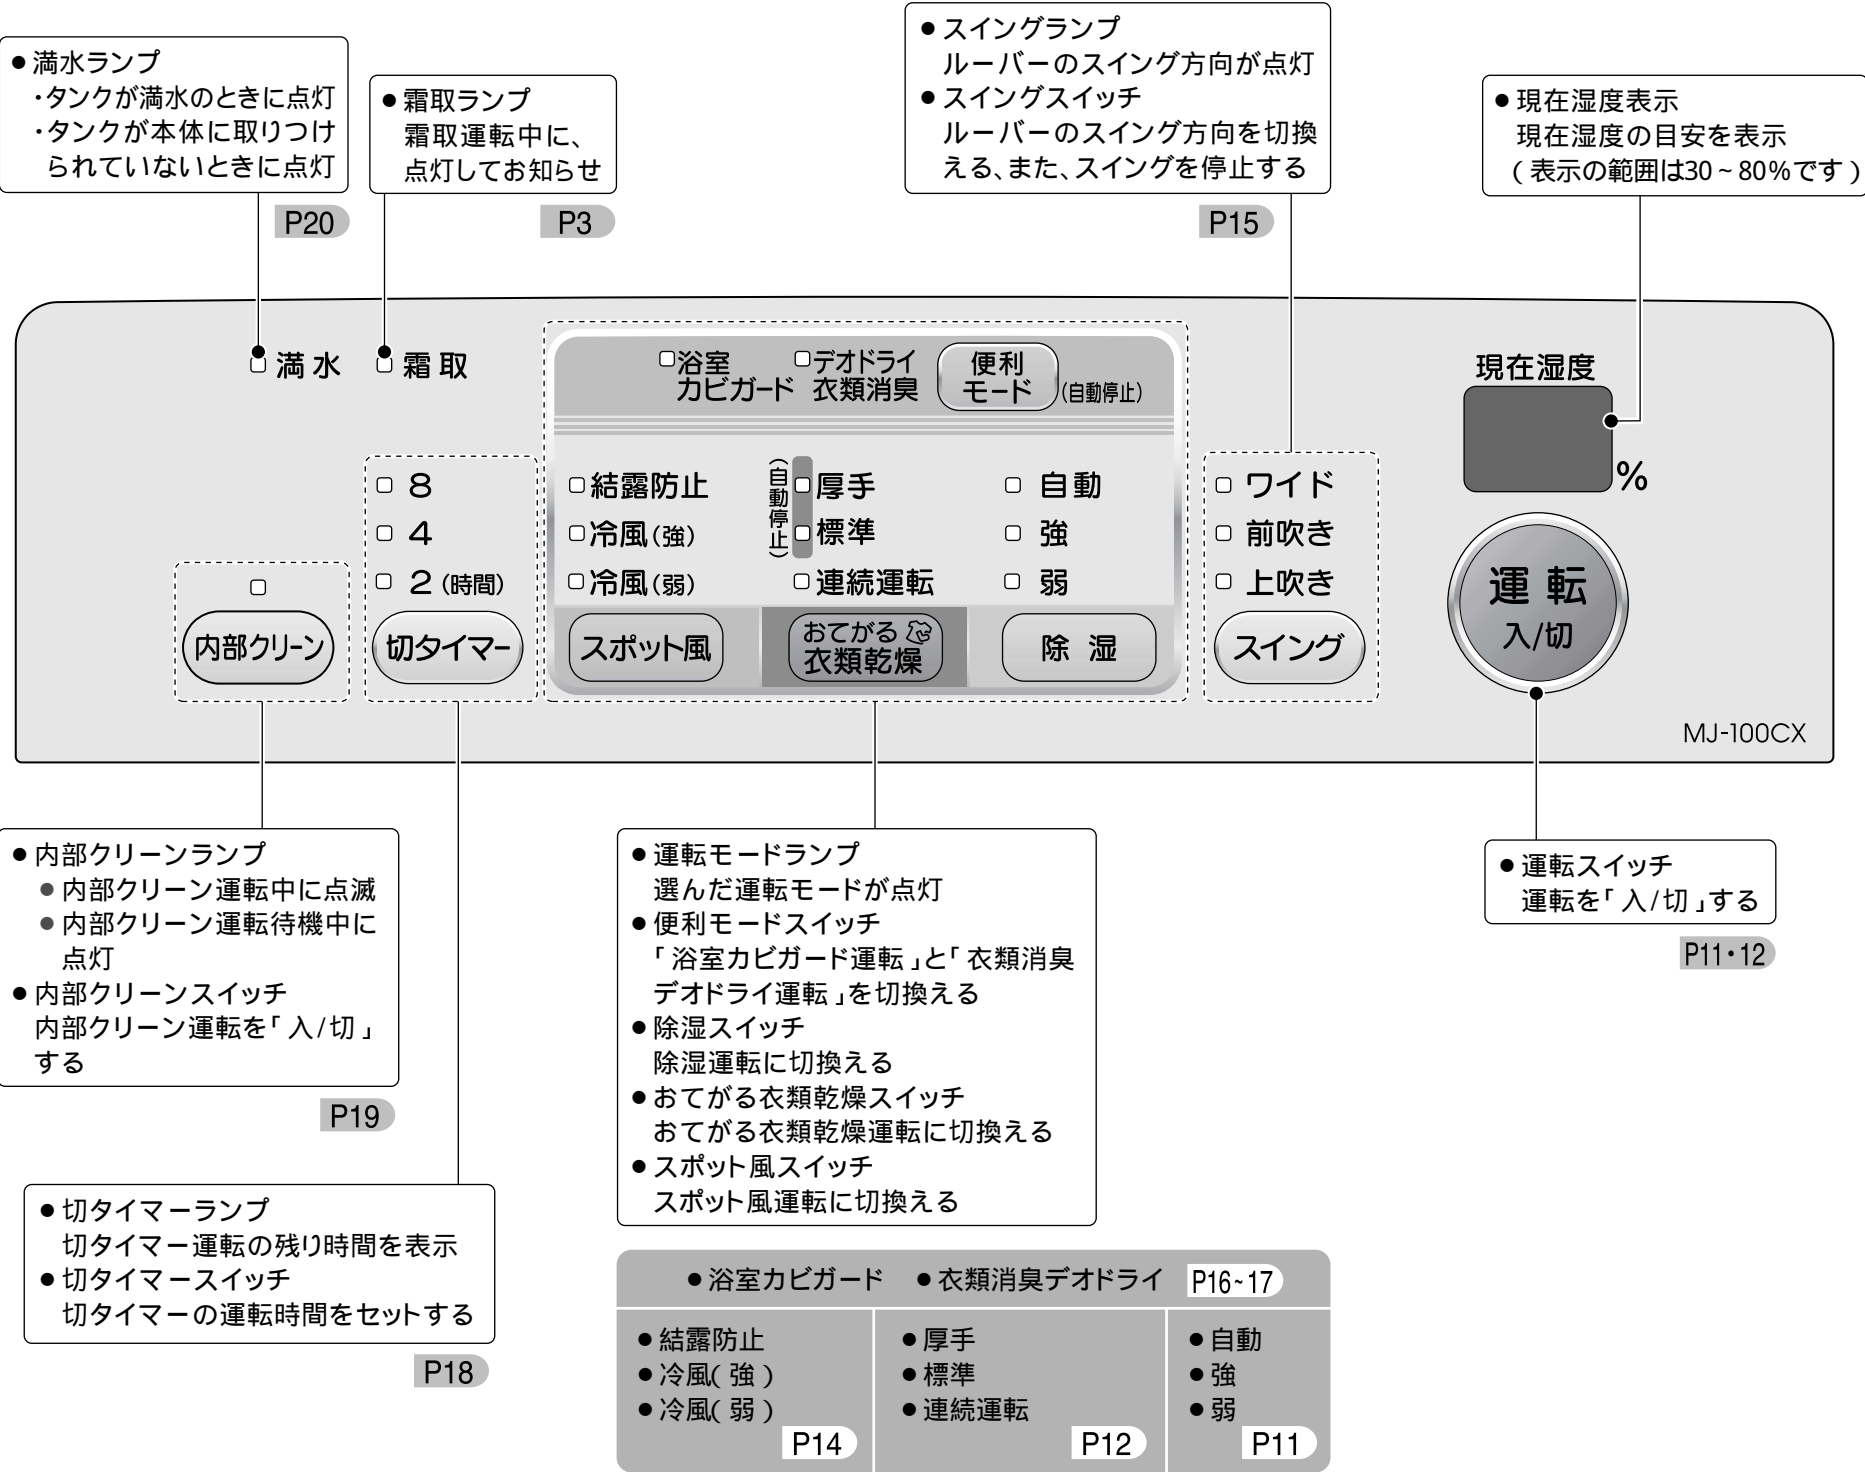 ●満水ランプ
・タンクが満水のときに点灯
・タンクが本体に取りつけ
られていないときに点灯
P20
●霜取ランプ
霜取運転中に、
点灯してお知らせ
P3
●スイングランプ
ルーバーのスイング方向が点灯
●スイングスイッチ
ルーバーのスイング方向を切換
える、また、スイングを停止する
P15
●現在湿度表示
現在湿度の目安を表示
(表示の範囲は30~80%です)
満水
霜取
浴室
カビガード
デオドライ
衣類消臭
便利
モード
(自動停止)
現在湿度
%
8
4
2(時間)
結露防止
冷風(強)
冷風(弱)
(自動停止)
厚手
標準
連続運転
自動
強
弱
ワイド
前吹き
上吹き
内部クリーン
切タイマー
スポット風
おてがる
衣類乾燥
除湿
スイング
運転
入/切
MJ-100CX
●内部クリーンランプ
●内部クリーン運転中に点滅
●内部クリーン運転待機中に
点灯
●内部クリーンスイッチ
内部クリーン運転を「入/切」
する
P19
●切タイマーランプ
切タイマー運転の残り時間を表示
●切タイマースイッチ
切タイマーの運転時間をセットする
P18
●運転モードランプ
選んだ運転モードが点灯
●便利モードスイッチ
「浴室カビガード運転」と「衣類消臭
デオドライ運転」を切換える
●除湿スイッチ
除湿運転に切換える
●おてがる衣類乾燥スイッチ
おてがる衣類乾燥運転に切換える
●スポット風スイッチ
スポット風運転に切換える
●運転スイッチ
運転を「入/切」する
P11・12
●浴室カビガード ●衣類消臭デオドライ P16~17
●結露防止
●冷風(強)
●冷風(弱)
P14
●厚手
●標準
●連続運転
P12
●自動
●強
●弱
P11